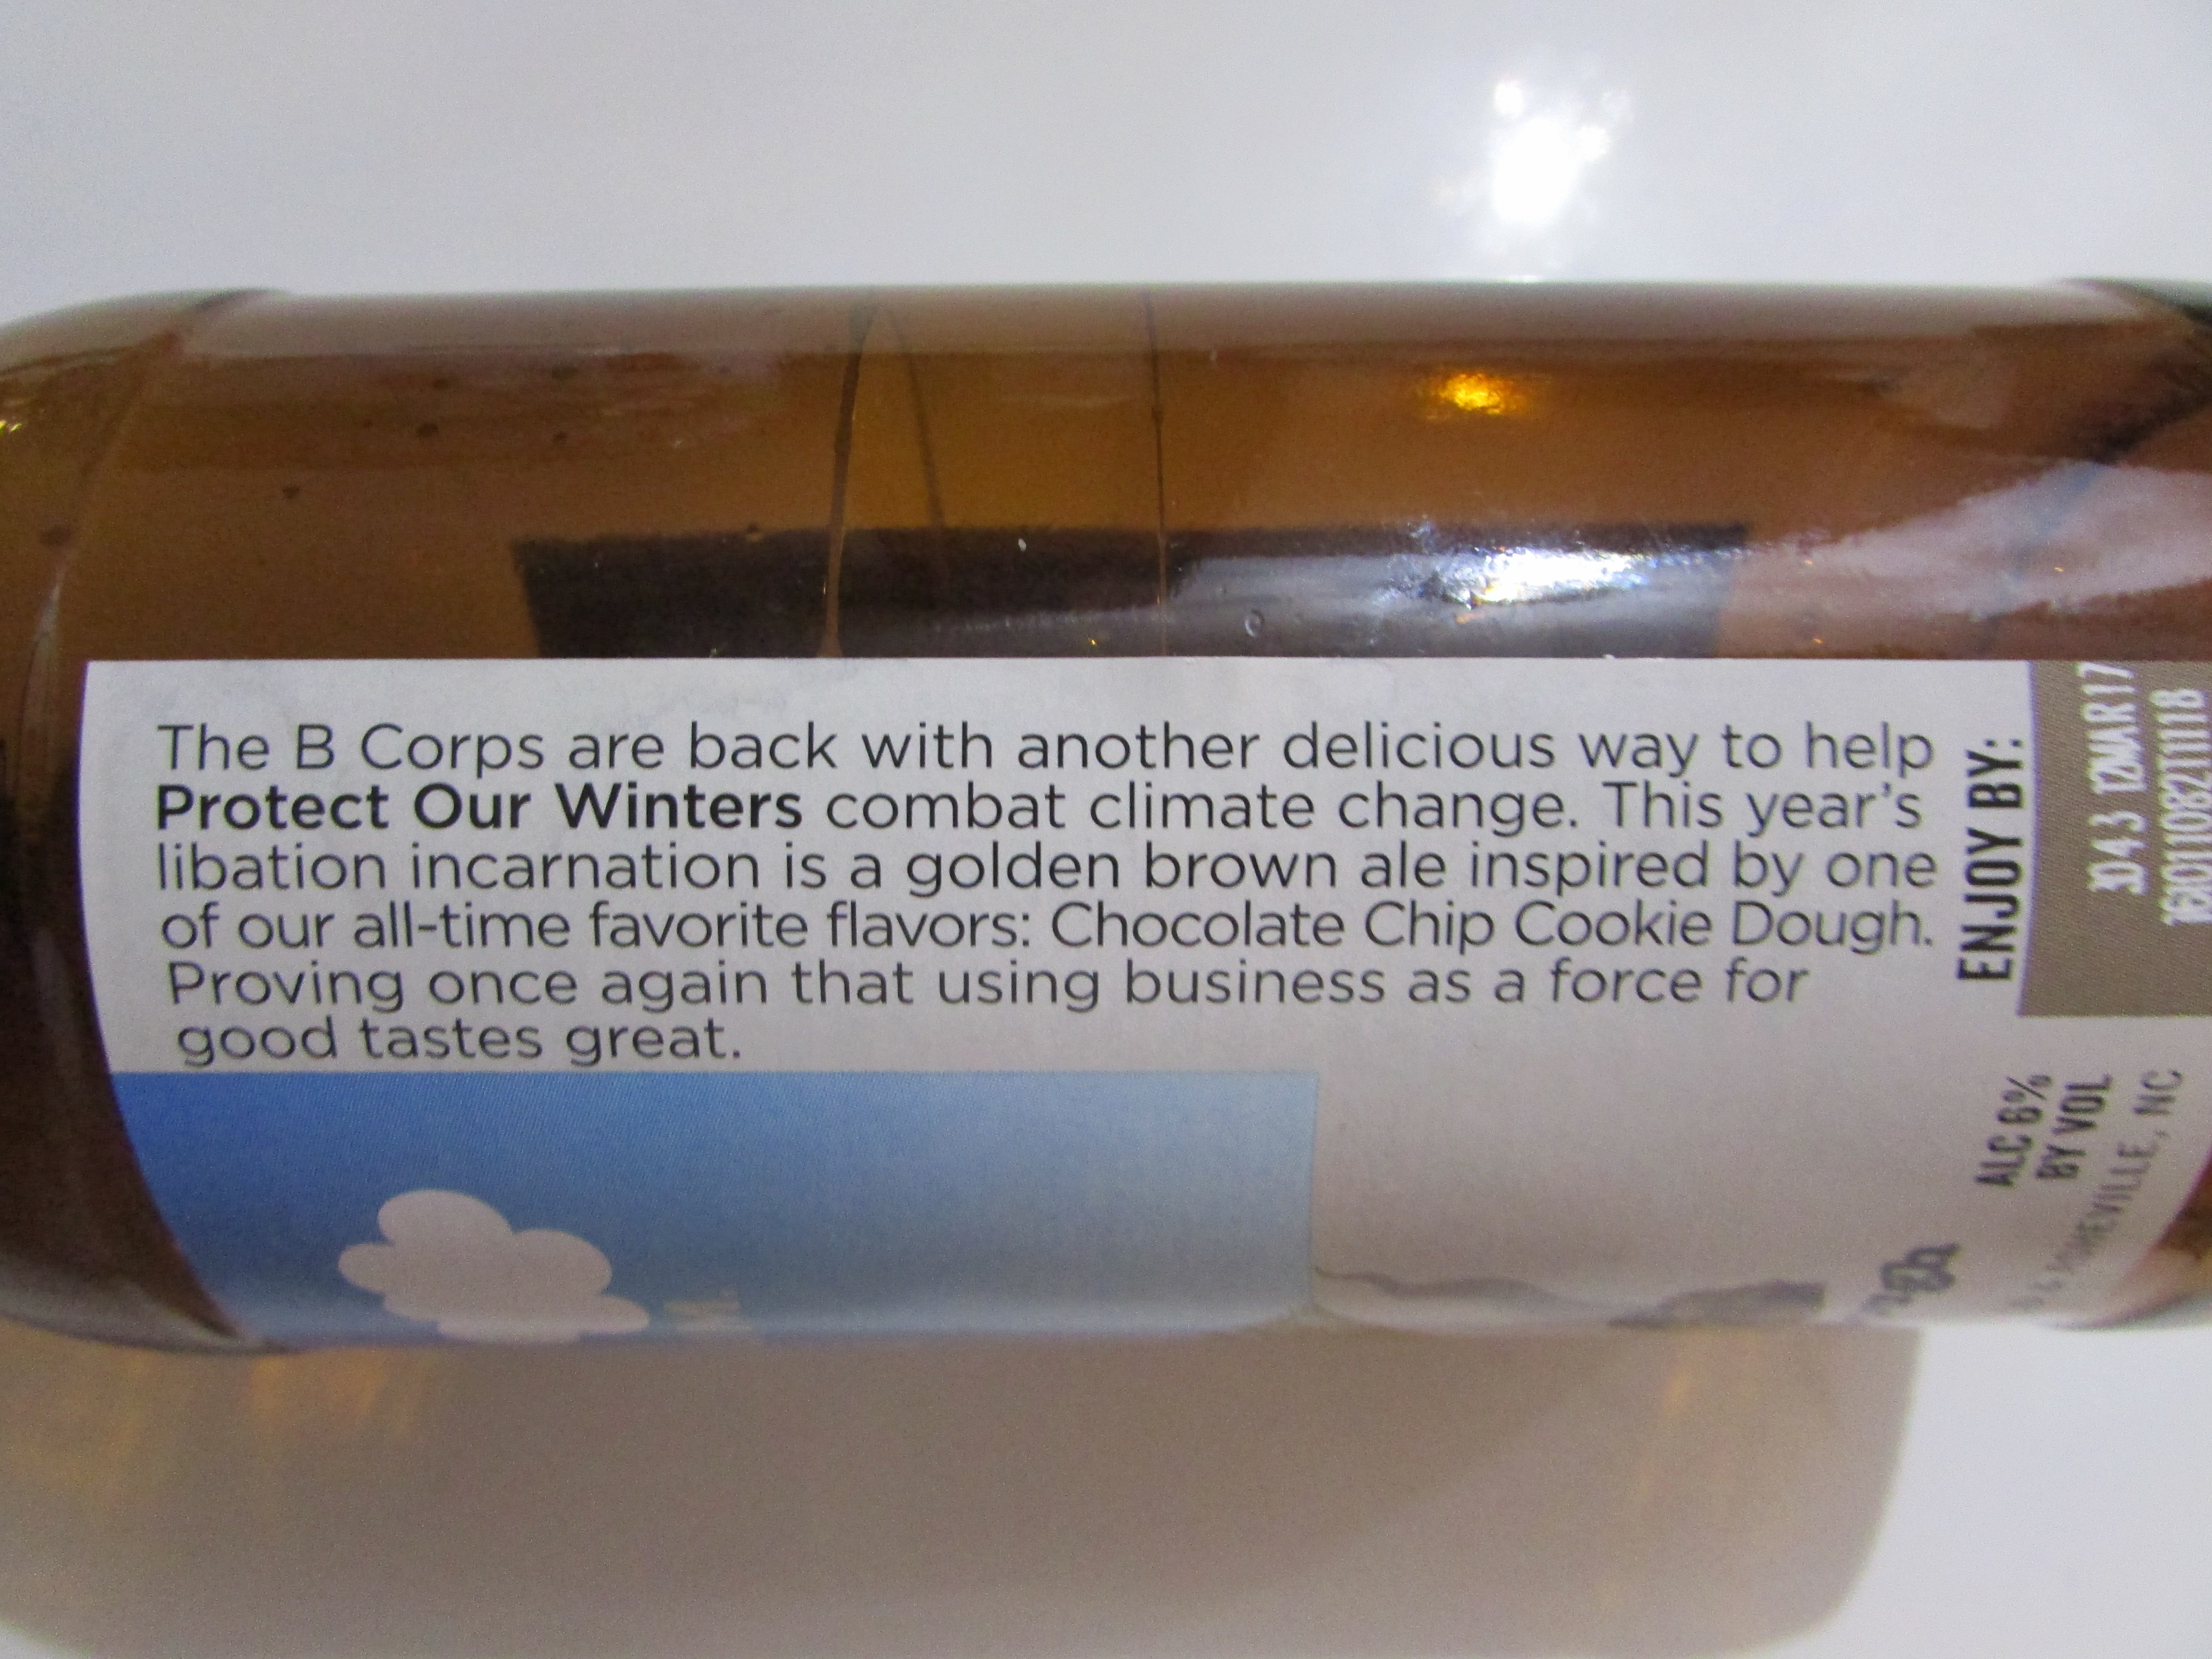 The B Corps are back with another delicious way to help
Protect Our Winters combat climate change. This year's
libation incarnation is a golden brown ale inspired by one
of our all-time favorite flavors: Chocolate Chip Cookie Dough.
Proving once again that using business as a force for
good tastes great.
ENJOY BY:
12MAR17
ALC 6%
BY VOL
NC